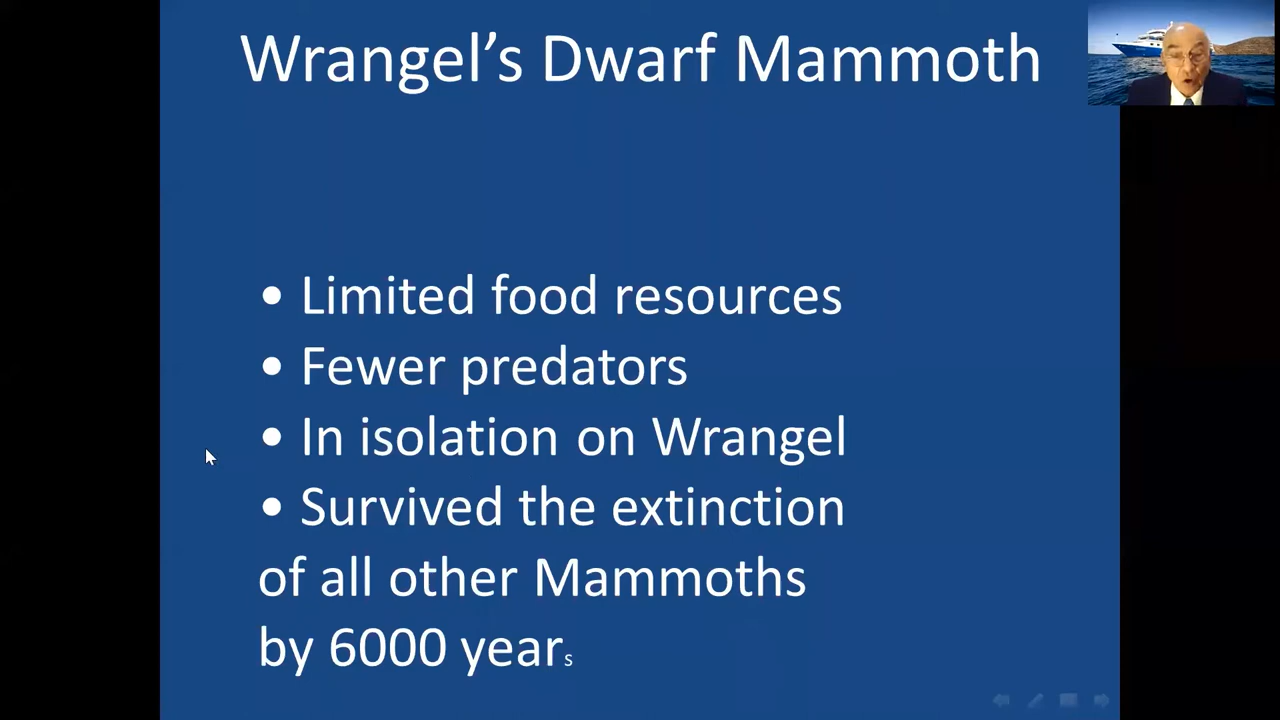 Wrangel’s Dwarf Mammoth
• Limited food resources
• Fewer predators
• In isolation on Wrangel
• Survived the extinction
of all other Mammoths
by 6000 years